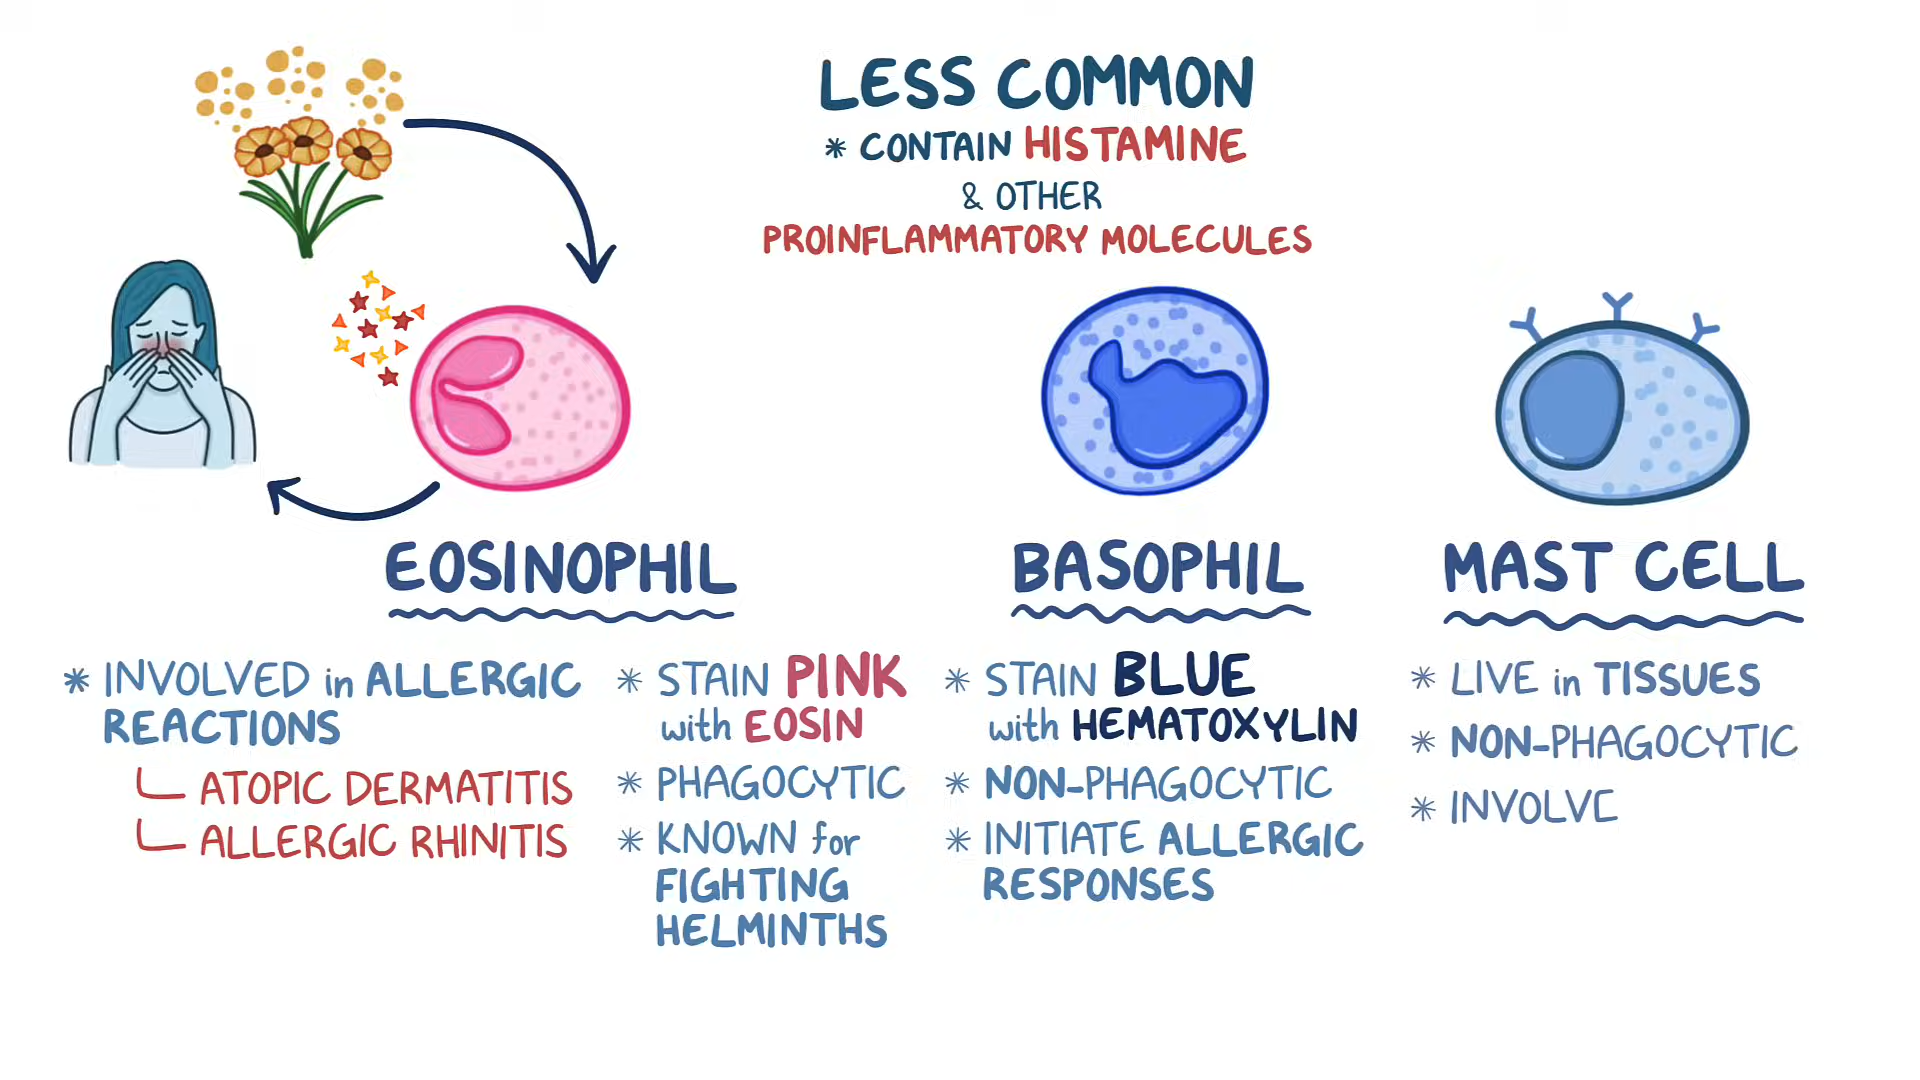 LESS COMMON
* CONTAIN HISTAMINE
& OTHER
PROINFLAMMATORY MOLECULES
EOSINOPHIL
* INVOLVED in ALLERGIC
REACTIONS
ATOPIC DERMATITIS
ALLERGIC RHINITIS
* STAIN PINK
with EOSIN
* PHAGOCYTIC
* KNOWN for
FIGHTING
HELMINTHS
BASOPHIL
* STAIN BLUE
with HEMATOXYLIN
* NON-PHAGOCYTIC
* INITIATE ALLERGIC
RESPONSES
MAST CELL
* LIVE in TISSUES
* NON-PHAGOCYTIC
* INVOLV